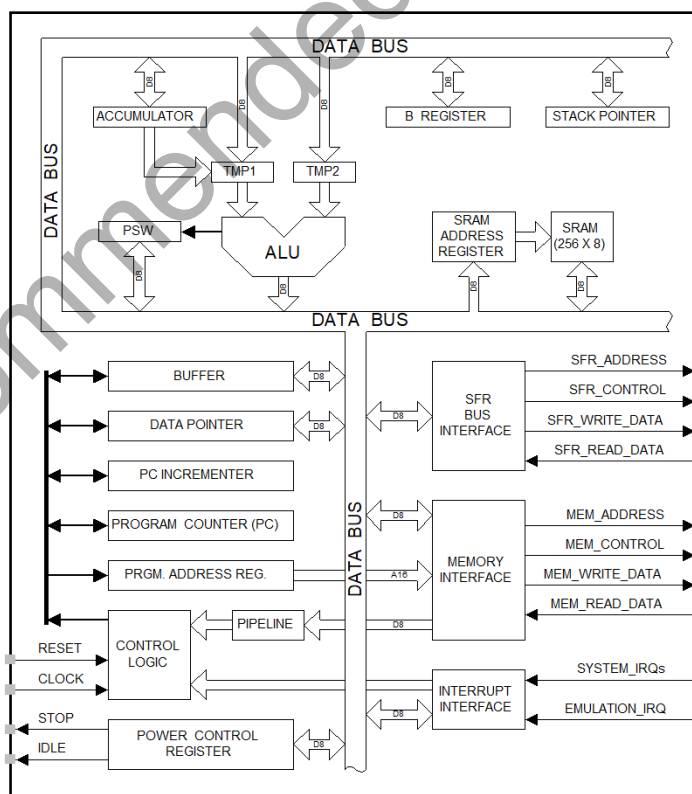 DATA BUS
D8
D8
D8
D8
D8
ACCUMULATOR
B REGISTER
STACK POINTER
DATA BUS
TMP1
TMP2
PSW
ALU
SRAM
ADDRESS
REGISTER
SRAM
(256 X 8)
D8
D8
D8
D8
DATA BUS
BUFFER
D8
DATA POINTER
D8
PC INCREMENTER
PROGRAM COUNTER (PC)
PRGM. ADDRESS REG.
A16
DATA BUS
D8
SFR
BUS
INTERFACE
SFR_ADDRESS
SFR_CONTROL
SFR_WRITE_DATA
SFR_READ_DATA
D8
MEMORY
INTERFACE
MEM_ADDRESS
MEM_CONTROL
MEM_WRITE_DATA
MEM_READ_DATA
PIPELINE
D8
RESET
CLOCK
CONTROL
LOGIC
D8
INTERRUPT
INTERFACE
SYSTEM_IRQs
EMULATION_IRQ
STOP
IDLE
POWER CONTROL
REGISTER
D8
ommended